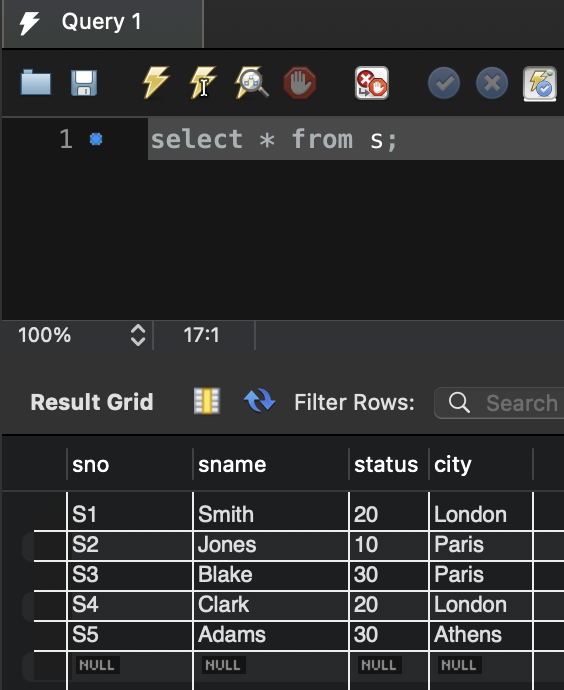 Query 1
1 select * from s;
100% 17:1
Result Grid Filter Rows: Search
sno sname status city
S1 Smith 20 London
S2 Jones 10 Paris
S3 Blake 30 Paris
S4 Clark 20 London
S5 Adams 30 Athens
NULL NULL NULL NULL